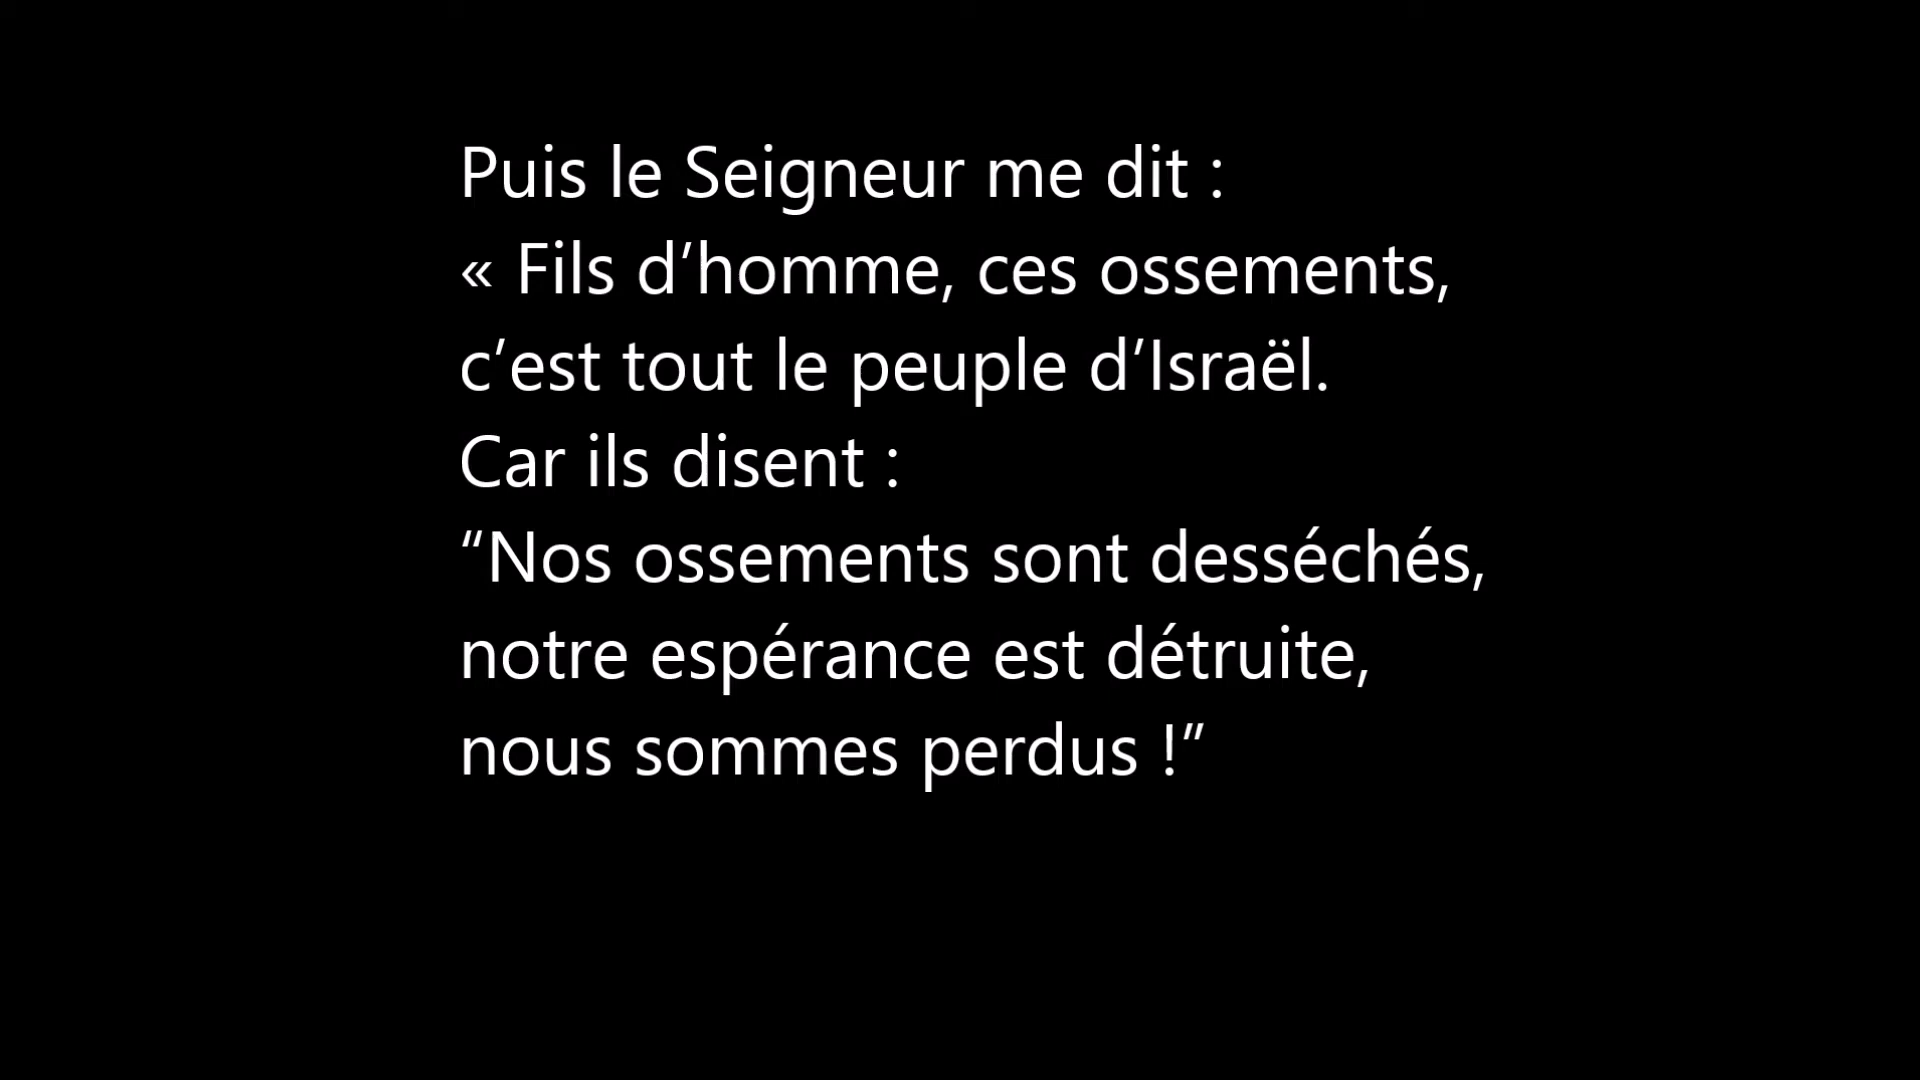 Puis le Seigneur me dit :
« Fils d’homme, ces ossements,
c’est tout le peuple d’Israël.
Car ils disent :
“Nos ossements sont desséchés,
notre espérance est détruite,
nous sommes perdus !”